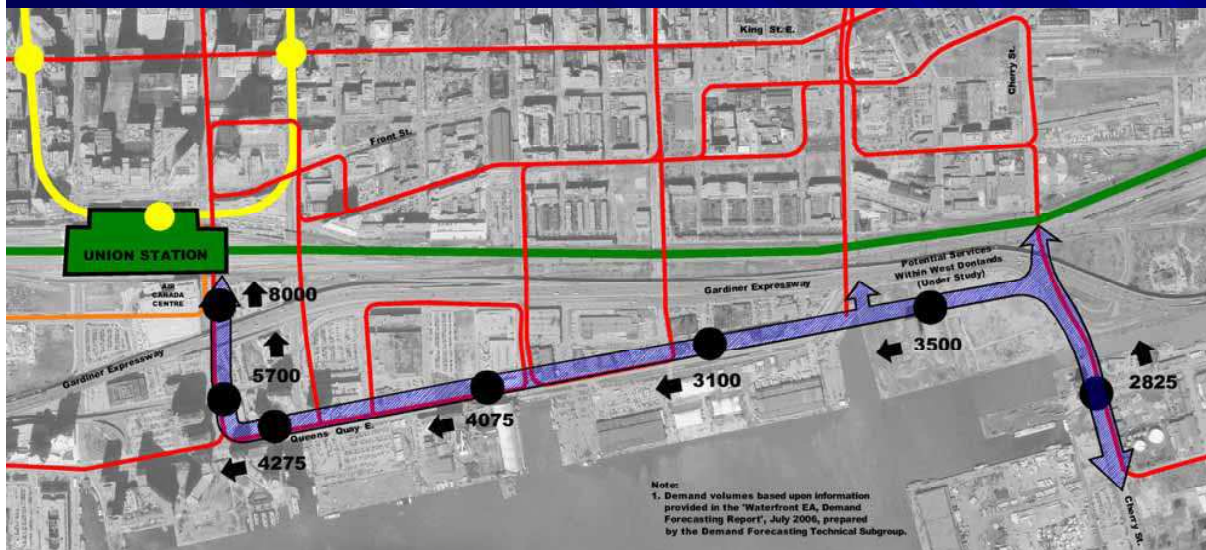 King St. E.
Cherry St.
Front St.
UNION STATION
AIR
CANADA
CENTRE
8000
Gardiner Expressway
Potential Services
Within West Donlands
(Under Study)
Gardiner Expressway
5700
3500
3100
2825
4075
Queens Quay E.
4275
Note:
1. Demand volumes based upon information
provided in the 'Waterfront EA, Demand
Forecasting Report', July 2006, prepared
by the Demand Forecasting Technical Subgroup.
Cherry St.